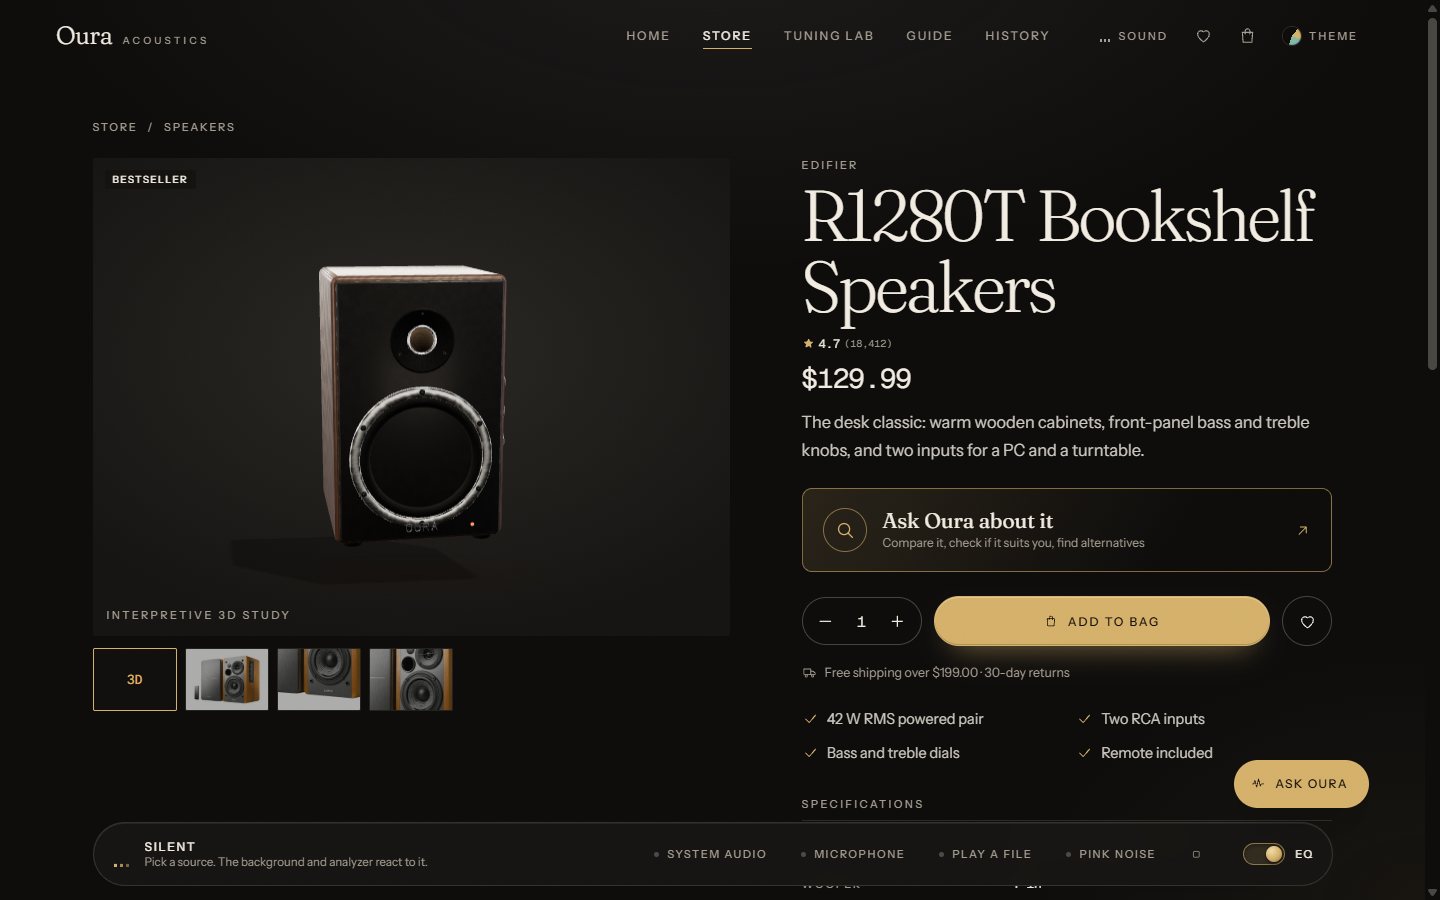 Oura ACOUSTICS
HOME STORE TUNING LAB GUIDE HISTORY SOUND THEME
STORE / SPEAKERS
BESTSELLER
OURA
INTERPRETIVE 3D STUDY
3D
EDIFIER
R1280T Bookshelf
Speakers
4.7 (18,412)
$129.99
The desk classic: warm wooden cabinets, front-panel bass and treble
knobs, and two inputs for a PC and a turntable.
Ask Oura about it
Compare it, check if it suits you, find alternatives
1
ADD TO BAG
Free shipping over $199.00 · 30-day returns
42 W RMS powered pair
Two RCA inputs
Bass and treble dials
Remote included
ASK OURA
SPECIFICATIONS
SILENT
Pick a source. The background and analyzer react to it.
SYSTEM AUDIO MICROPHONE PLAY A FILE PINK NOISE EQ